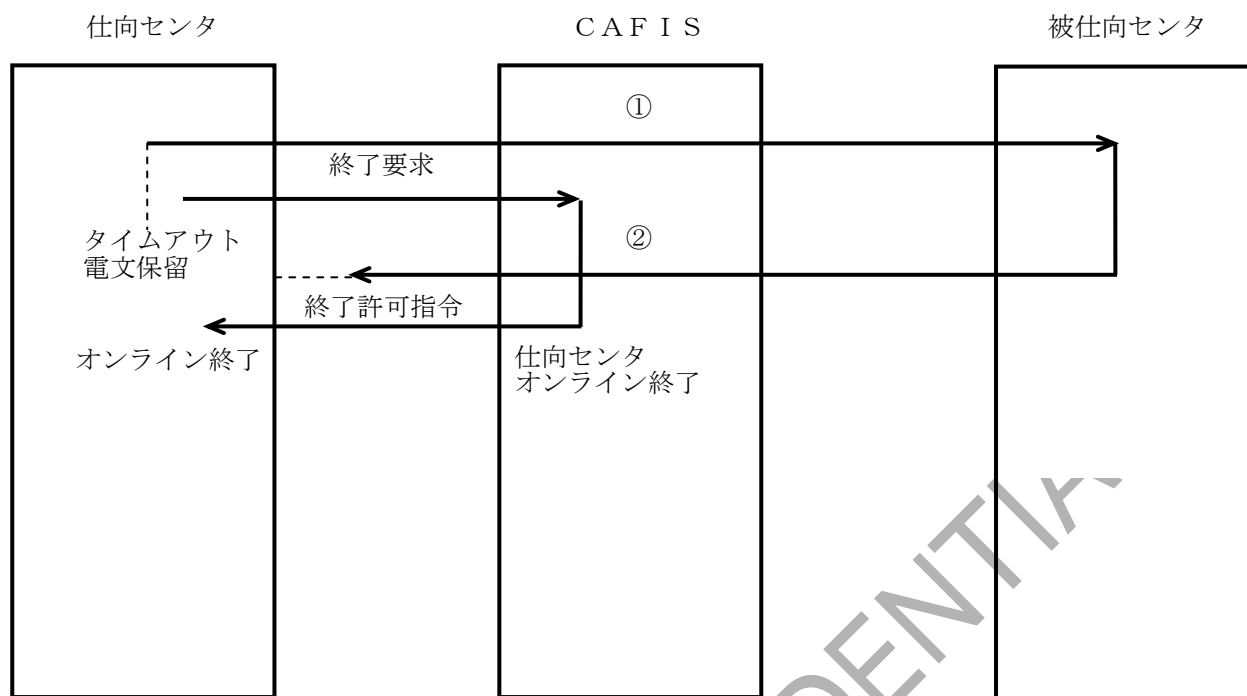 仕向センタ
ＣＡＦＩＳ
被仕向センタ
①
終了要求
②
タイムアウト
電文保留
終了許可指令
オンライン終了
仕向センタ
オンライン終了
DENTIA